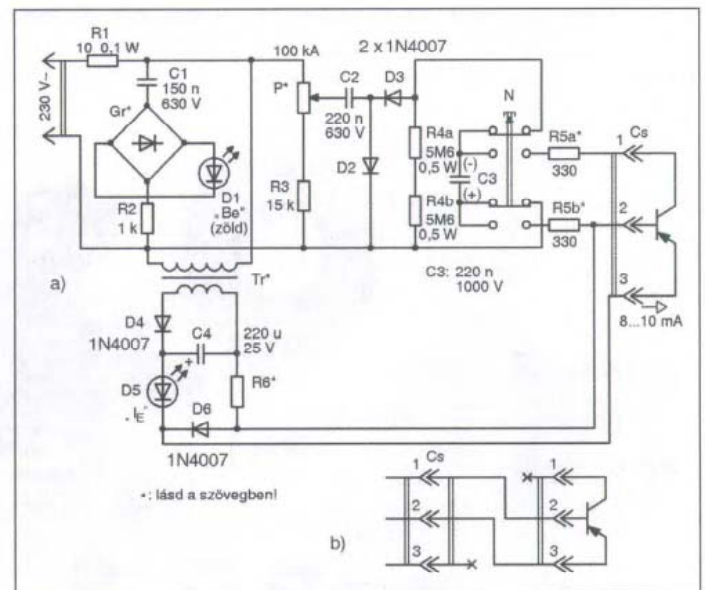 R1
10 0,1 W
230 V~
C1
150 n
630 V
Gr*
D1
„Be”
(zöld)
R2
1 k
a)
100 kA
P*
R3
15 k
C2
220 n
630 V
D3
D2
2 x 1N4007
R4a
5M6
0,5 W
C3
(-)
(+)
R4b
5M6
0,5 W
N
R5a*
330
R5b*
330
C3: 220 n
1000 V
1 Cs
2
3
8...10 mA
Tr*
D4
1N4007
C4
220 u
25 V
+
D5
„IE”
R6*
D6
1N4007
*: lásd a szövegben!
b)
1 Cs
2
3
1
2
3